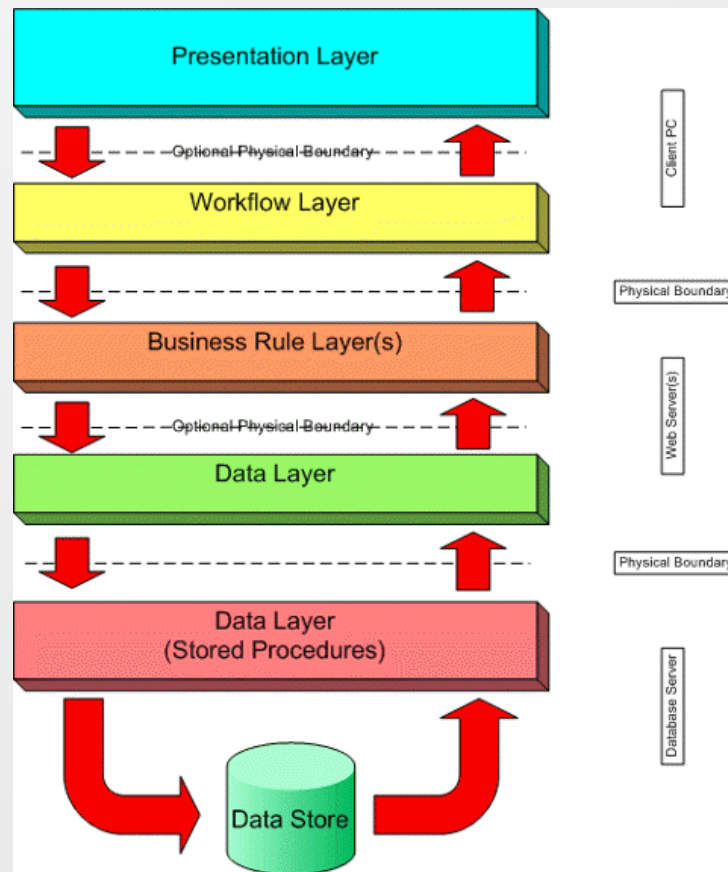 Presentation Layer
Optional Physical Boundary
Client PC
Workflow Layer
Physical Boundary
Business Rule Layer(s)
Optional Physical Boundary
Web Server(s)
Data Layer
Physical Boundary
Data Layer
(Stored Procedures)
Database Server
Data Store